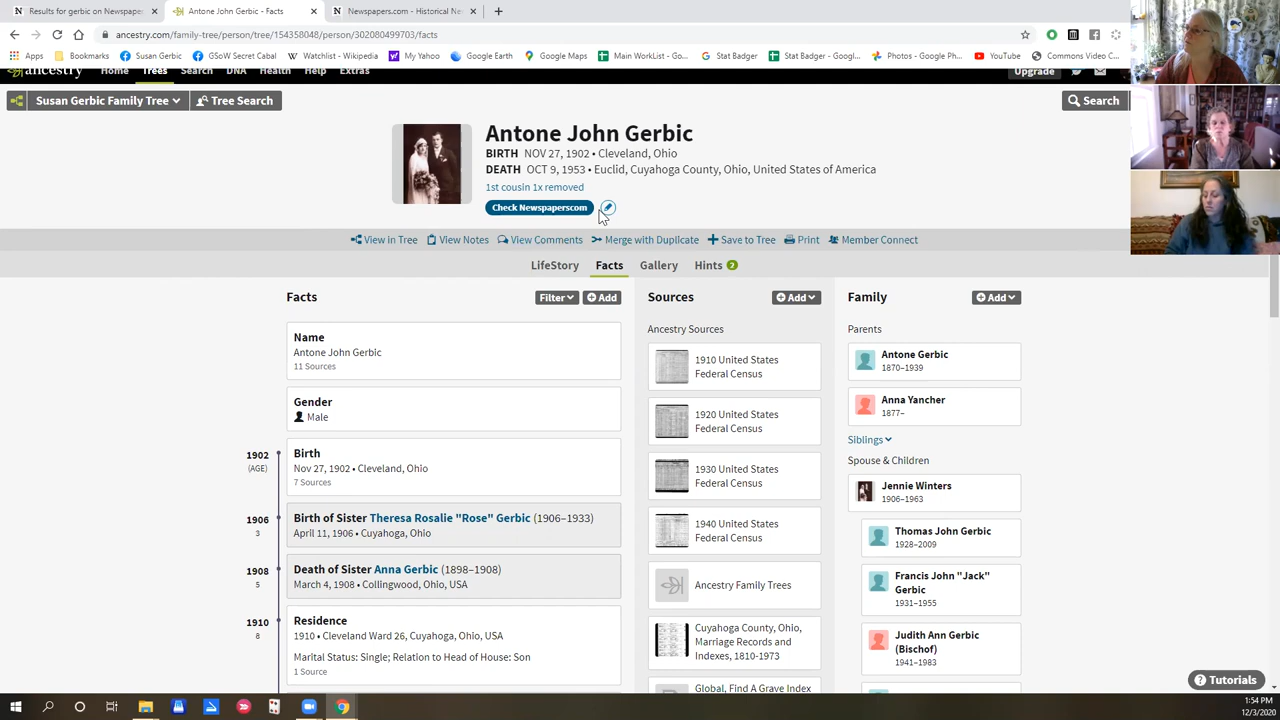 Results for gerbic on Newspape
Antone John Gerbic - Facts
Newspapers.com - Historical Ne
ancestry.com/family-tree/person/tree/154358048/person/302080499703/facts
Apps
Bookmarks
Susan Gerbic
GSoW Secret Cabal
Watchlist - Wikipedia
My Yahoo
Google Earth
Google Maps
Main WorkList - Go...
Stat Badger
Stat Badger - Googl...
Photos - Google Ph...
YouTube
Commons Video C...
ancestry
Home
Trees
Search
DNA
Health
Help
Extras
Upgrade
Susan Gerbic Family Tree
Tree Search
Search
Antone John Gerbic
BIRTH NOV 27, 1902 • Cleveland, Ohio
DEATH OCT 9, 1953 • Euclid, Cuyahoga County, Ohio, United States of America
1st cousin 1x removed
Check Newspaperscom
View in Tree
View Notes
View Comments
Merge with Duplicate
Save to Tree
Print
Member Connect
LifeStory
Facts
Gallery
Hints 2
Facts
Filter
Add
Name
Antone John Gerbic
11 Sources
Gender
Male
1902
(AGE)
Birth
Nov 27, 1902 • Cleveland, Ohio
7 Sources
1906
3
Birth of Sister Theresa Rosalie "Rose" Gerbic (1906–1933)
April 11, 1906 • Cuyahoga, Ohio
1908
5
Death of Sister Anna Gerbic (1898–1908)
March 4, 1908 • Collingwood, Ohio, USA
1910
8
Residence
1910 • Cleveland Ward 26, Cuyahoga, Ohio, USA
Marital Status: Single; Relation to Head of House: Son
1 Source
Sources
Add
Ancestry Sources
1910 United States
Federal Census
1920 United States
Federal Census
1930 United States
Federal Census
1940 United States
Federal Census
Ancestry Family Trees
Cuyahoga County, Ohio,
Marriage Records and
Indexes, 1810-1973
Global, Find A Grave Index
Family
Add
Parents
Antone Gerbic
1870–1939
Anna Yancher
1877–
Siblings
Spouse & Children
Jennie Winters
1906–1963
Thomas John Gerbic
1928–2009
Francis John "Jack"
Gerbic
1931–1955
Judith Ann Gerbic
(Bischof)
1941–1983
Tutorials
1:54 PM
12/3/2020